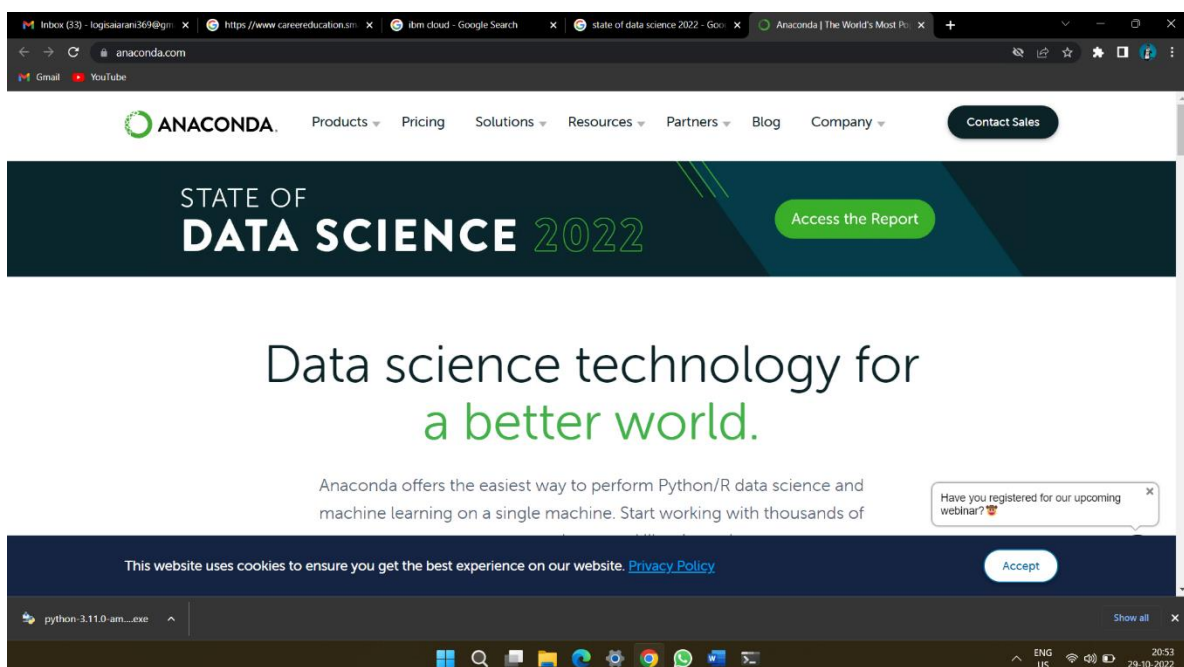 Inbox (33) - logisaiarani369@gm
https://www careereducation.sm
ibm cloud - Google Search
state of data science 2022 - Goo
Anaconda | The World's Most Po
anaconda.com
Gmail YouTube
ANACONDA. Products Pricing Solutions Resources Partners Blog Company Contact Sales
STATE OF
DATA SCIENCE 2022
Access the Report
Data science technology for
a better world.
Anaconda offers the easiest way to perform Python/R data science and
machine learning on a single machine. Start working with thousands of
Have you registered for our upcoming
webinar?
This website uses cookies to ensure you get the best experience on our website. Privacy Policy Accept
python-3.11.0-am....exe Show all
ENG
US
20:53
29-10-2022